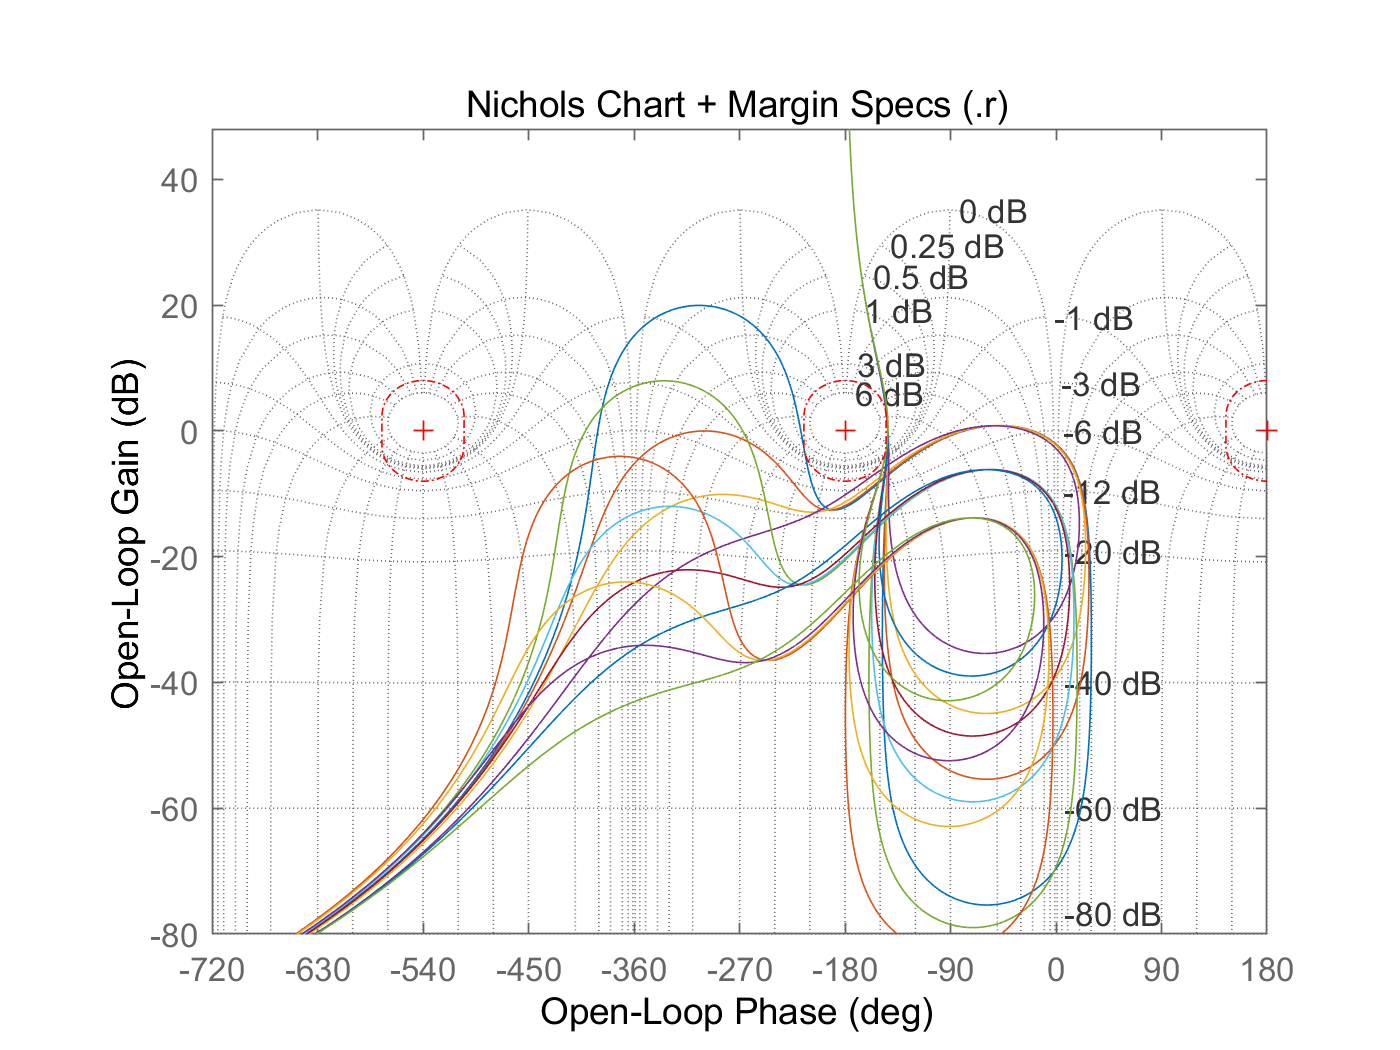 Nichols Chart + Margin Specs (.r)
Open-Loop Gain (dB)
40
20
0
-20
-40
-60
-80
0 dB
0.25 dB
0.5 dB
1 dB
3 dB
6 dB
-1 dB
-3 dB
-6 dB
-12 dB
-20 dB
-40 dB
-60 dB
-80 dB
-720 -630 -540 -450 -360 -270 -180 -90 0 90 180
Open-Loop Phase (deg)